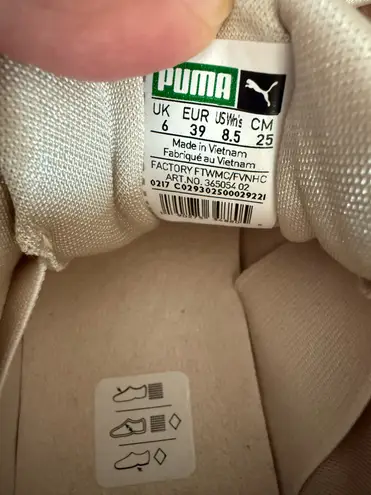 PUMA
UK EUR US Wn's CM
6 39 8.5 25
Made in Vietnam
Fabriqué au Vietnam
FACTORY FTWMC/FVNHC
ART.NO. 365054 02
0217 C029302500029221